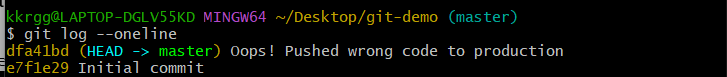 kkrgg@LAPTOP-DGLV55KD MINGW64 ~/Desktop/git-demo (master)
$ git log --oneline
dfa41bd (HEAD -> master) Oops! Pushed wrong code to production
e7f1e29 Initial commit